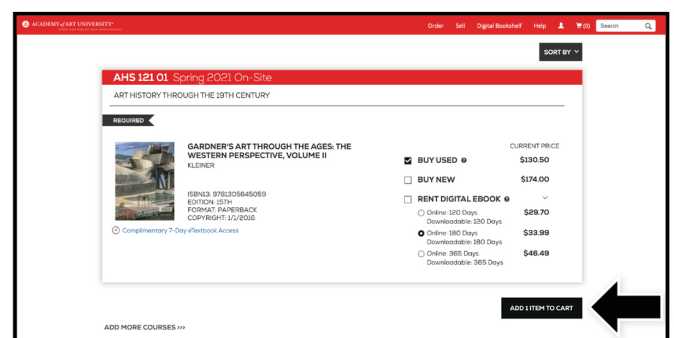 ACADEMY of ART UNIVERSITY
Order Sell Digital Bookshelf Help (0) Search
SORT BY
AHS 121 01 Spring 2021 On-Site
ART HISTORY THROUGH THE 19TH CENTURY
REQUIRED
GARDNER'S ART THROUGH THE AGES: THE
WESTERN PERSPECTIVE, VOLUME II
KLEINER
ISBN13: 9781305645059
EDITION: 15TH
FORMAT: PAPERBACK
COPYRIGHT: 1/1/2016
Complimentary 7-Day eTextbook Access
CURRENT PRICE
BUY USED $130.50
BUY NEW $174.00
RENT DIGITAL EBOOK
Online: 120 Days $29.70
Downloadable: 120 Days
Online: 180 Days $33.99
Downloadable: 180 Days
Online: 365 Days $46.49
Downloadable: 365 Days
ADD 1 ITEM TO CART
ADD MORE COURSES >>>